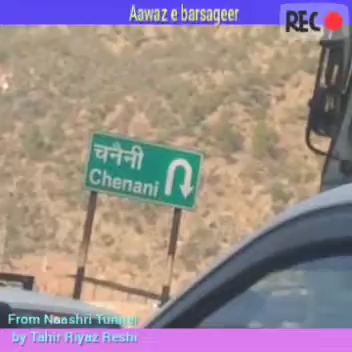 Aawaz e barsageer
REC
चनैनी
Chenani
From Naashri Tunnel
by Tahir Riyaz Reshi